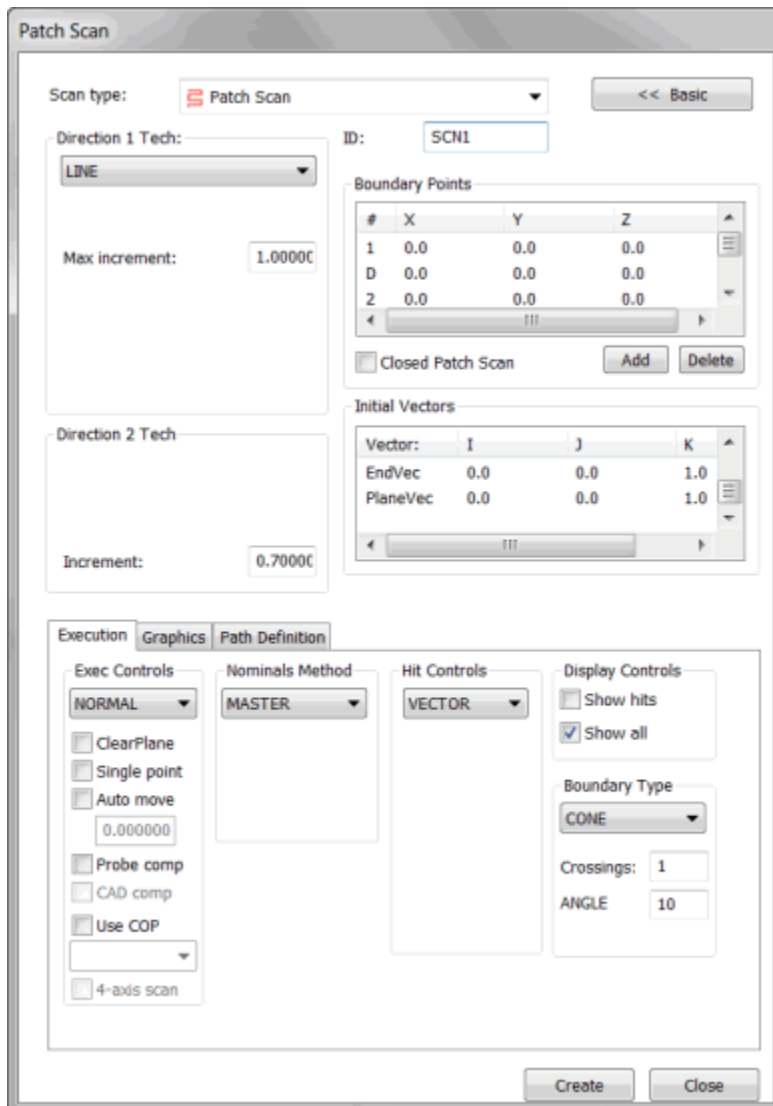 Patch Scan
Scan type: Patch Scan << Basic
Direction 1 Tech:
LINE
Max increment: 1.00000
ID: SCN1
Boundary Points
# X Y Z
1 0.0 0.0 0.0
D 0.0 0.0 0.0
2 0.0 0.0 0.0
Closed Patch Scan Add Delete
Direction 2 Tech
Increment: 0.70000
Initial Vectors
Vector: I J K
EndVec 0.0 0.0 1.0
PlaneVec 0.0 0.0 1.0
Execution Graphics Path Definition
Exec Controls
NORMAL
ClearPlane
Single point
Auto move
0.000000
Probe comp
CAD comp
Use COP
4-axis scan
Nominals Method
MASTER
Hit Controls
VECTOR
Display Controls
Show hits
Show all
Boundary Type
CONE
Crossings: 1
ANGLE 10
Create Close